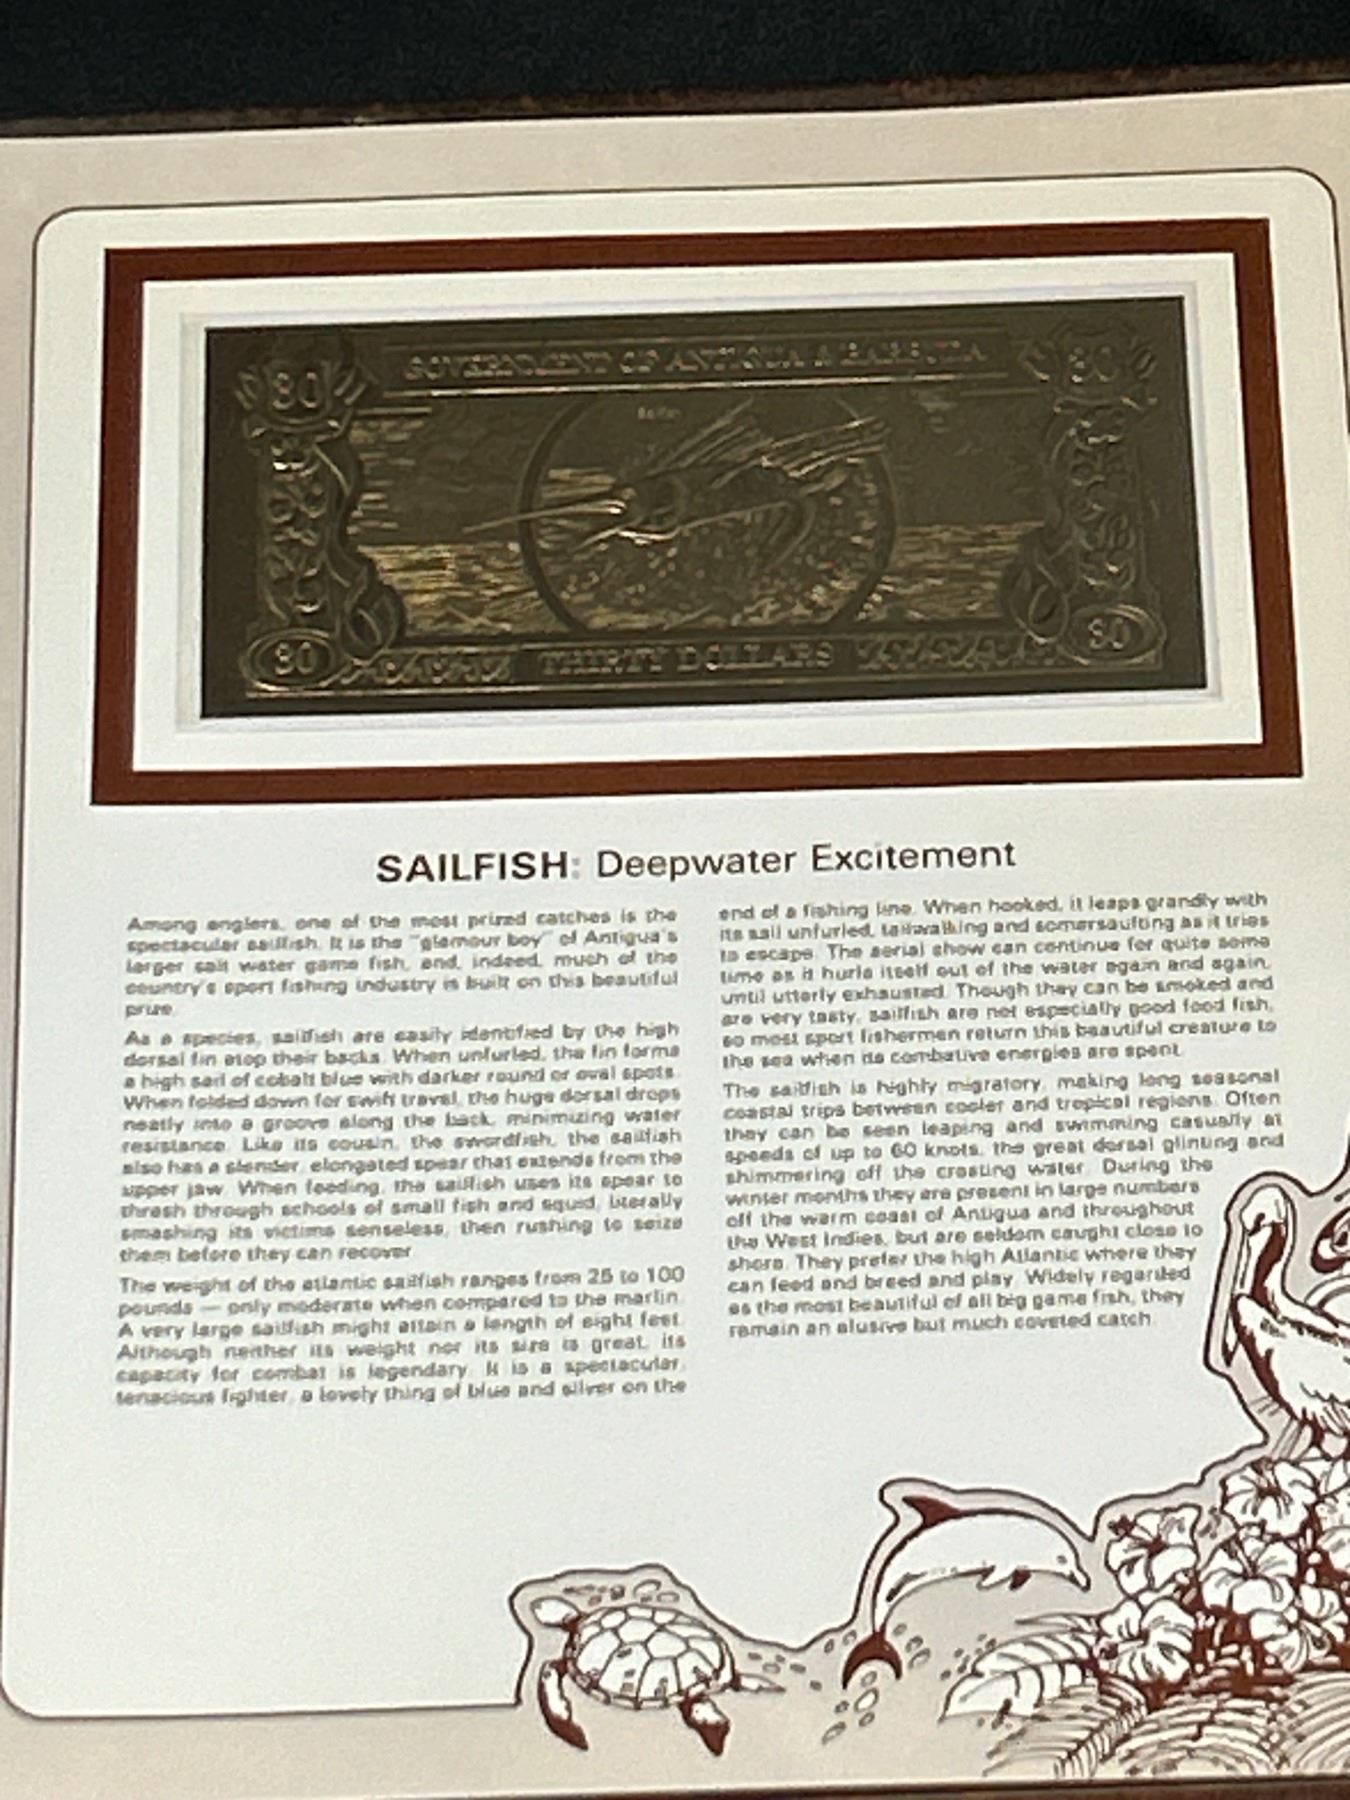 30 30
GOVERNMENT OF ANTIGUA & BARBUDA
Sailfish
30 THIRTY DOLLARS 30
SAILFISH: Deepwater Excitement
Among anglers, one of the most prized catches is the
spectacular sailfish. It is the "glamour boy" of Antigua's
larger salt water game fish, and, indeed, much of the
country's sport fishing industry is built on this beautiful
prize.
As a species, sailfish are easily identified by the high
dorsal fin atop their backs. When unfurled, the fin forms
a high sail of cobalt blue with darker round or oval spots.
When folded down for swift travel, the huge dorsal drops
neatly into a groove along the back, minimizing water
resistance. Like its cousin, the swordfish, the sailfish
also has a slender, elongated spear that extends from the
upper jaw. When feeding, the sailfish uses its spear to
thrash through schools of small fish and squid, literally
smashing its victims senseless, then rushing to seize
them before they can recover.
The weight of the atlantic sailfish ranges from 25 to 100
pounds — only moderate when compared to the marlin.
A very large sailfish might attain a length of eight feet.
Although neither its weight nor its size is great, its
capacity for combat is legendary. It is a spectacular,
tenacious fighter, a lovely thing of blue and silver on the
end of a fishing line. When hooked, it leaps grandly with
its sail unfurled, tailwalking and somersaulting as it tries
to escape. The aerial show can continue for quite some
time as it hurls itself out of the water again and again,
until utterly exhausted. Though they can be smoked and
are very tasty, sailfish are not especially good food fish,
so most sport fishermen return this beautiful creature to
the sea when its combative energies are spent.
The sailfish is highly migratory, making long seasonal
coastal trips between cooler and tropical regions. Often
they can be seen leaping and swimming casually at
speeds of up to 60 knots, the great dorsal glinting and
shimmering off the cresting water. During the
winter months they are present in large numbers
off the warm coast of Antigua and throughout
the West Indies, but are seldom caught close to
shore. They prefer the high Atlantic where they
can feed and breed and play. Widely regarded
as the most beautiful of all big game fish, they
remain an elusive but much coveted catch.